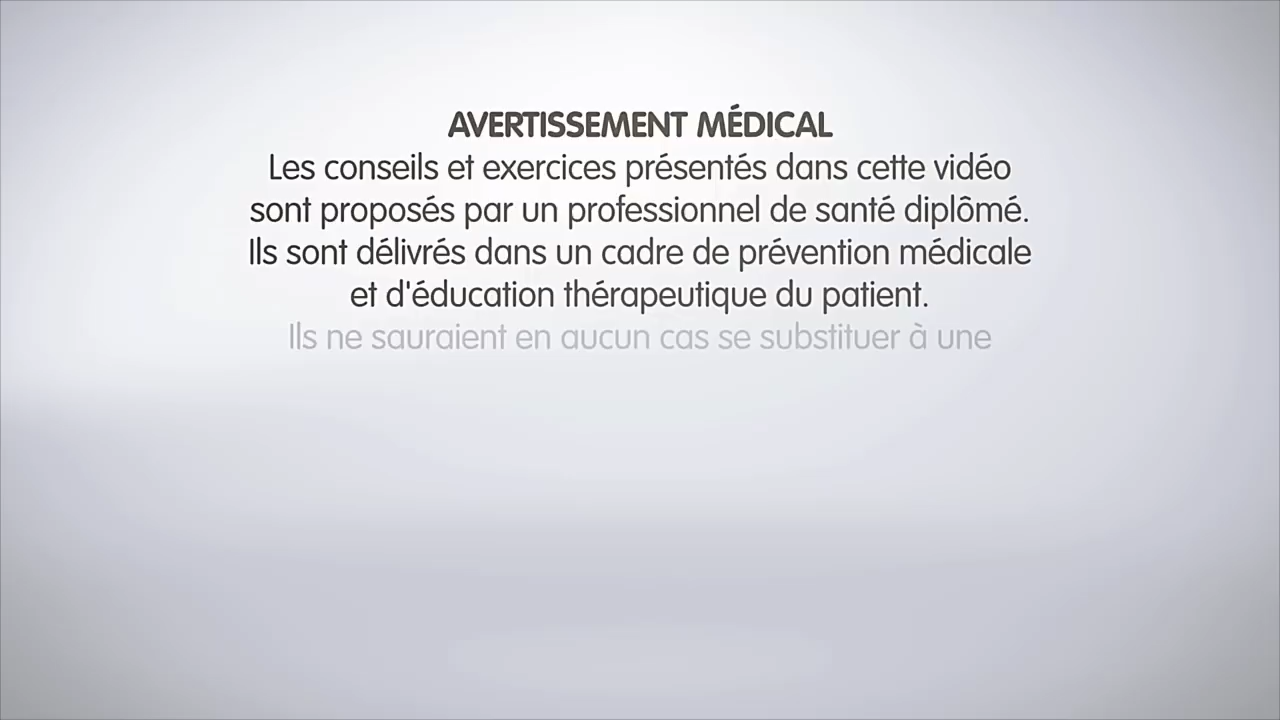 AVERTISSEMENT MÉDICAL
Les conseils et exercices présentés dans cette vidéo
sont proposés par un professionnel de santé diplômé.
Ils sont délivrés dans un cadre de prévention médicale
et d'éducation thérapeutique du patient.
Ils ne sauraient en aucun cas se substituer à une